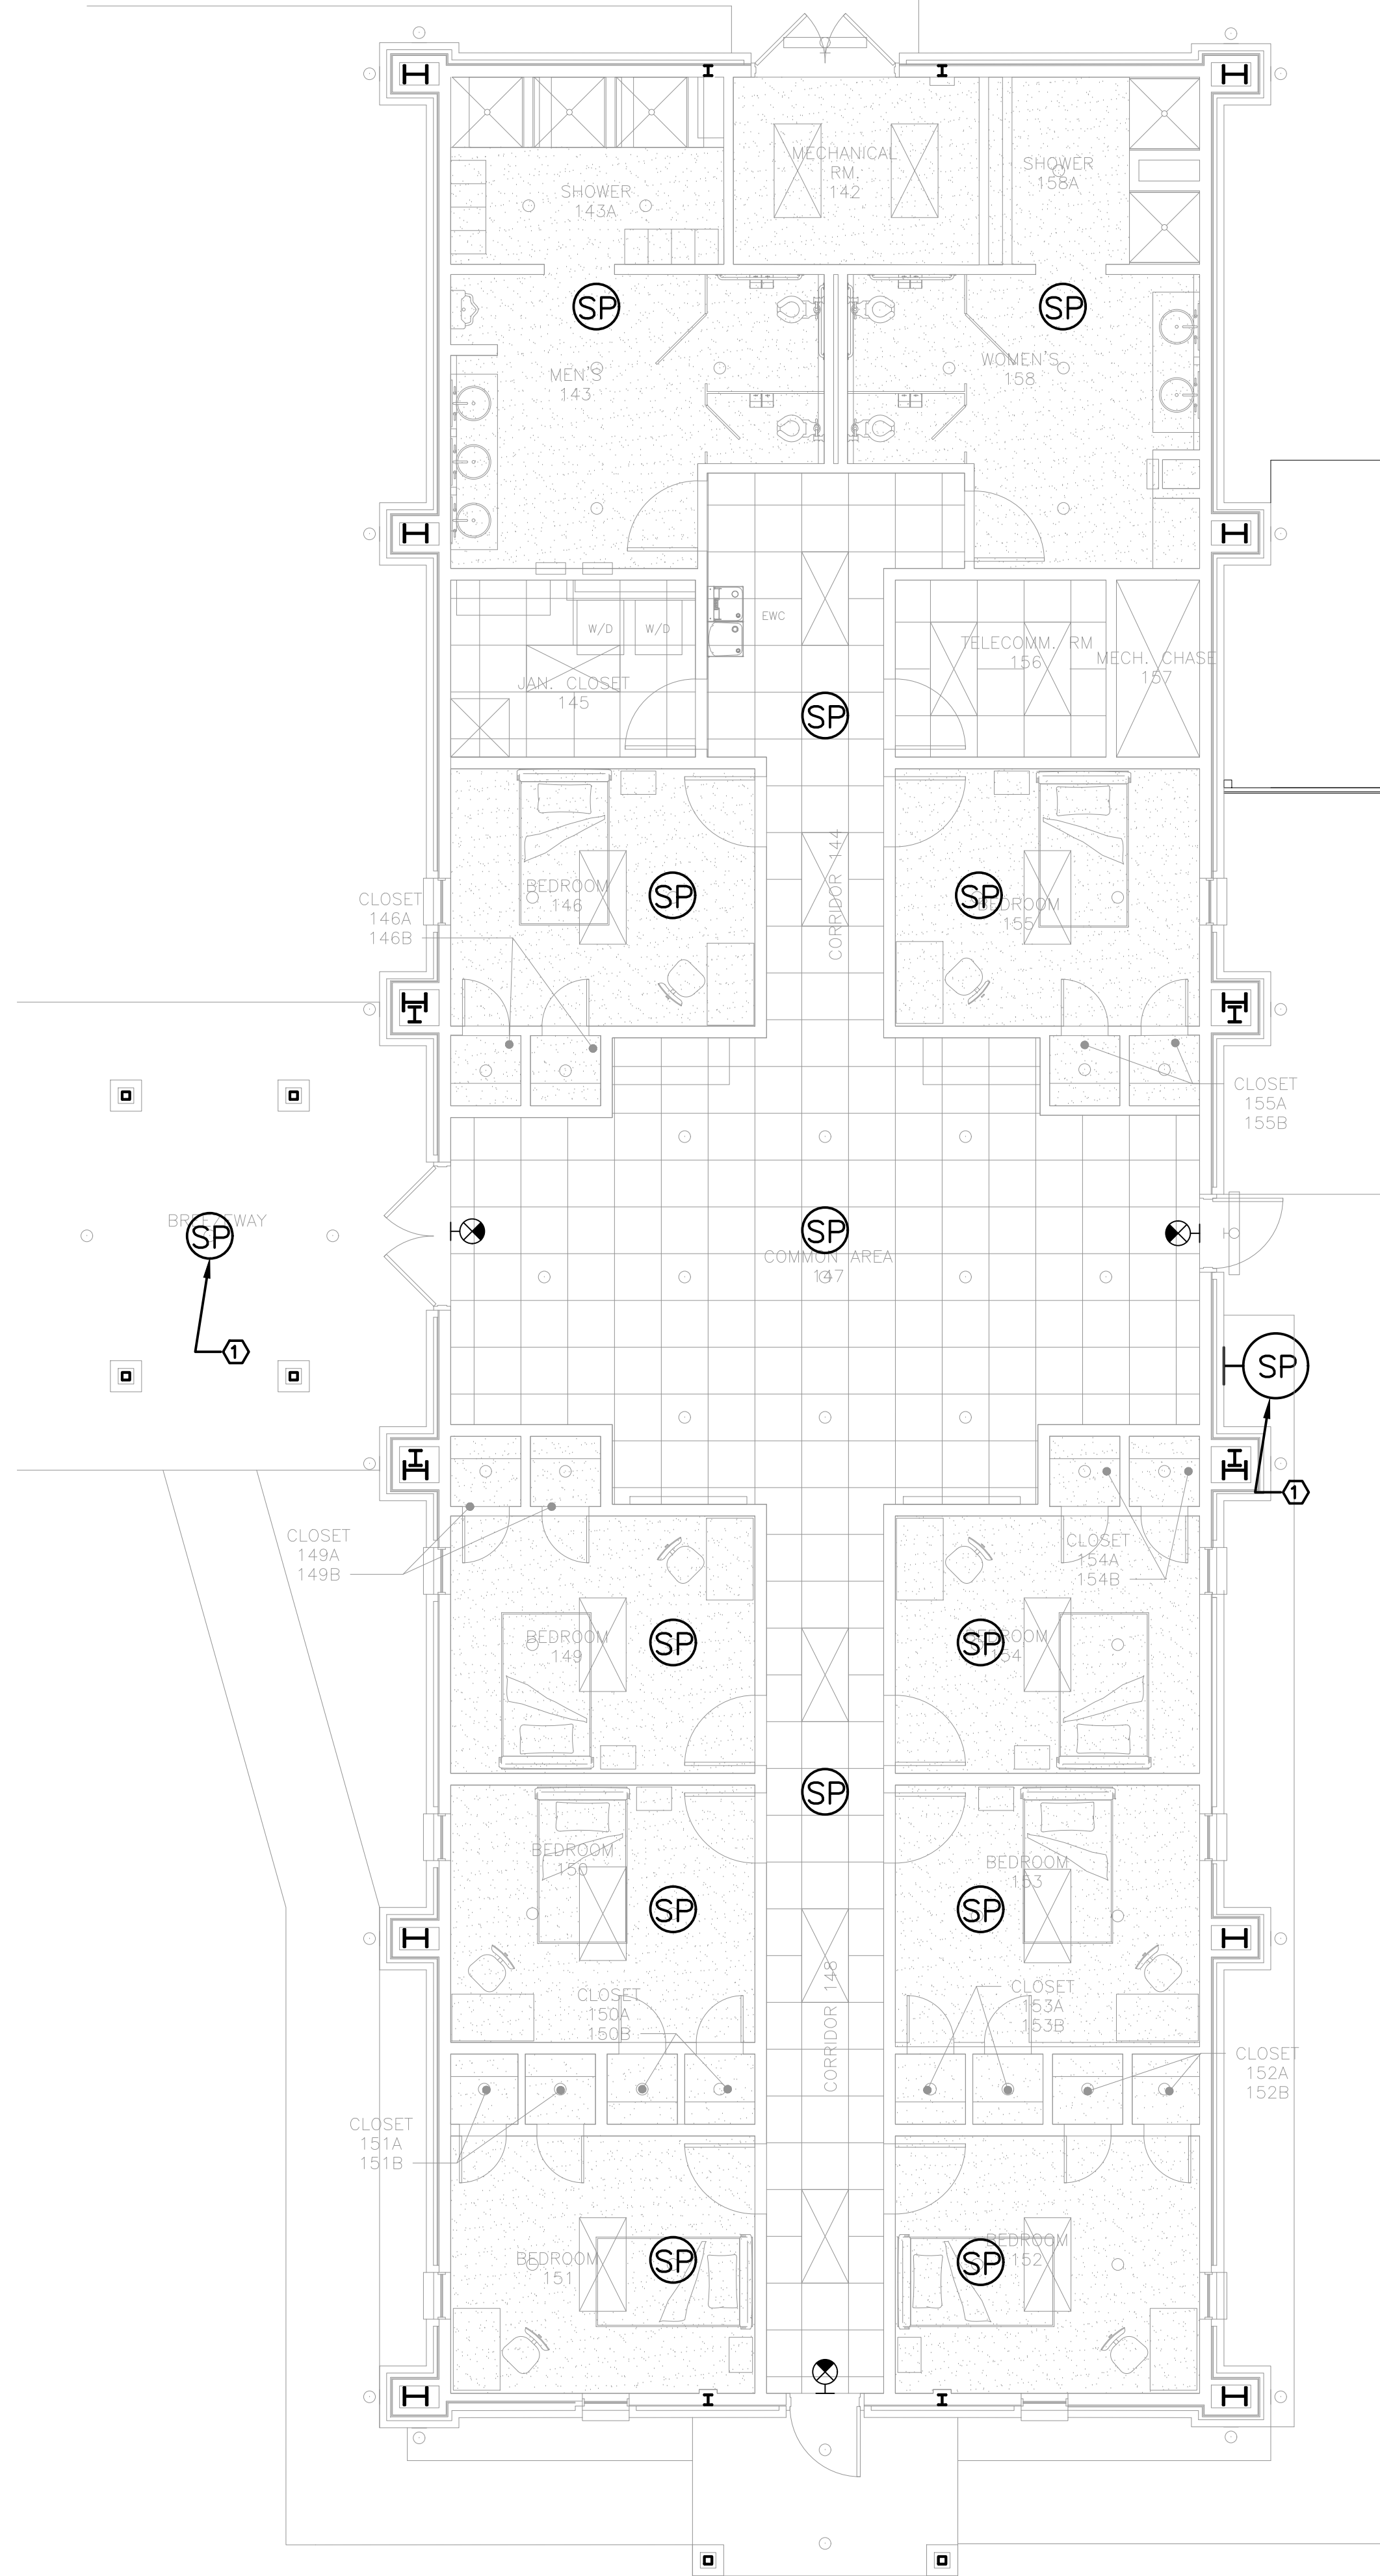 MECHANICAL
RM.
142
SHOWER
158A
SHOWER
143A
SP
SP
WOMEN'S
158
MEN'S
143
EWC
W/D
W/D
TELECOMM. RM
156
MECH. CHASE
157
JAN. CLOSET
145
SP
CORRIDOR 144
BEDROOM
146
SP
SP
BEDROOM
155
CLOSET
146A
146B
CLOSET
155A
155B
BREEZEWAY
SP
SP
COMMON AREA
147
1
SP
1
CLOSET
149A
149B
CLOSET
154A
154B
BEDROOM
149
SP
SP
BEDROOM
154
SP
BEDROOM
150
BEDROOM
153
SP
SP
CORRIDOR 148
CLOSET
150A
150B
CLOSET
153A
153B
CLOSET
152A
152B
CLOSET
151A
151B
BEDROOM
151
SP
SP
BEDROOM
152